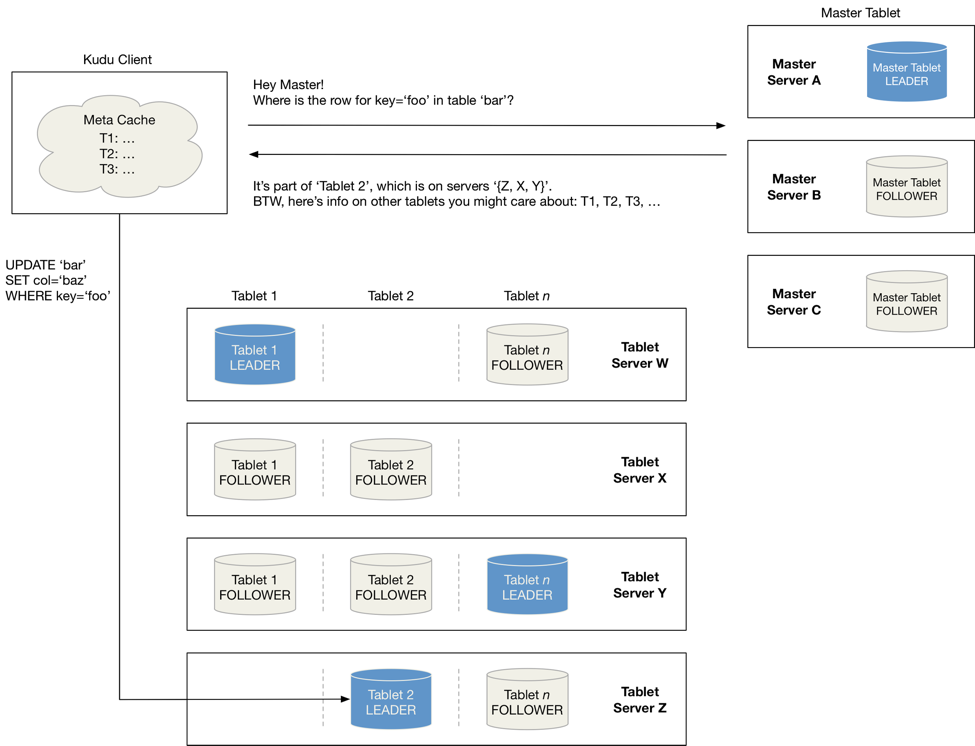 Master Tablet
Kudu Client
Hey Master!
Where is the row for key=‘foo’ in table ‘bar’?
Master
Server A
Master Tablet
LEADER
Meta Cache
T1: ...
T2: ...
T3: ...
It’s part of ‘Tablet 2’, which is on servers ‘{Z, X, Y}’.
BTW, here’s info on other tablets you might care about: T1, T2, T3, ...
Master
Server B
Master Tablet
FOLLOWER
UPDATE ‘bar’
SET col=‘baz’
WHERE key=‘foo’
Master
Server C
Master Tablet
FOLLOWER
Tablet 1
Tablet 2
Tablet n
Tablet 1
LEADER
Tablet n
FOLLOWER
Tablet
Server W
Tablet 1
FOLLOWER
Tablet 2
FOLLOWER
Tablet
Server X
Tablet 1
FOLLOWER
Tablet 2
FOLLOWER
Tablet n
LEADER
Tablet
Server Y
Tablet 2
LEADER
Tablet n
FOLLOWER
Tablet
Server Z